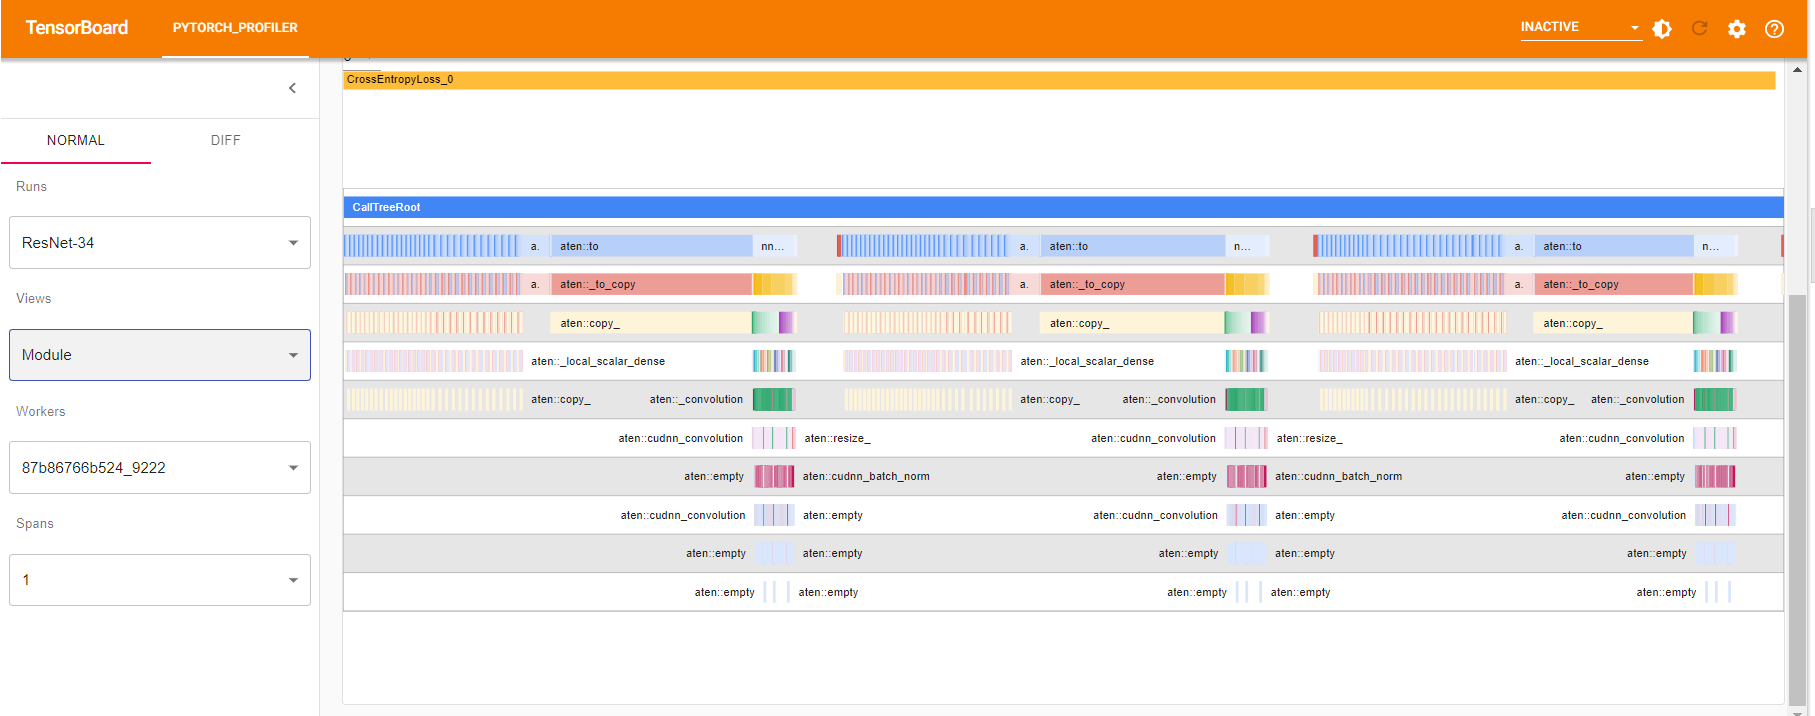 TensorBoard PYTORCH_PROFILER INACTIVE
NORMAL DIFF
Runs
ResNet-34
Views
Module
Workers
87b86766b524_9222
Spans
1
CrossEntropyLoss_0
CallTreeRoot
a. aten::to nn... a. aten::to n... a. aten::to n...
a. aten::_to_copy a. aten::_to_copy a. aten::_to_copy
aten::copy_ aten::copy_ aten::copy_
aten::_local_scalar_dense aten::_local_scalar_dense aten::_local_scalar_dense
aten::copy_ aten::_convolution aten::copy_ aten::_convolution aten::copy_ aten::_convolution
aten::cudnn_convolution aten::resize_ aten::cudnn_convolution aten::resize_ aten::cudnn_convolution
aten::empty aten::cudnn_batch_norm aten::empty aten::cudnn_batch_norm aten::empty
aten::cudnn_convolution aten::empty aten::cudnn_convolution aten::empty aten::cudnn_convolution
aten::empty aten::empty aten::empty aten::empty aten::empty
aten::empty aten::empty aten::empty aten::empty aten::empty